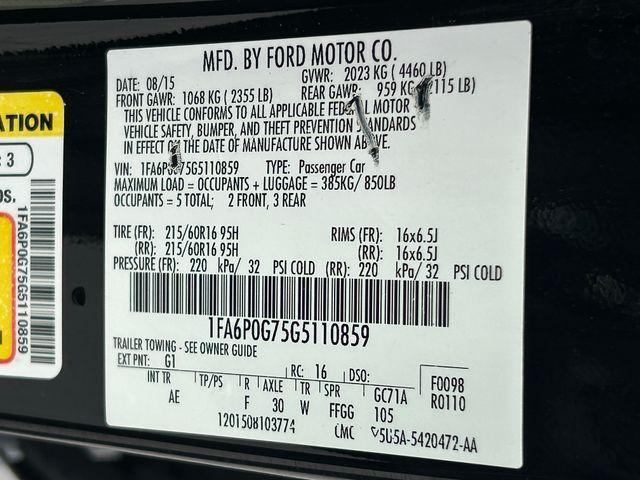 MFD. BY FORD MOTOR CO.
DATE: 08/15 GVWR: 2023 KG ( 4460 LB)
FRONT GAWR: 1068 KG ( 2355 LB) REAR GAWR: 959 KG 115 LB)
THIS VEHICLE CONFORMS TO ALL APPLICABLE MOTOR
VEHICLE SAFETY, BUMPER, AND THEFT PREVENTION
IN EFFECT ON THE DATE OF MANUFACTURE SHOWN ABOVE.
VIN: 1FA6P0G75G5110859 TYPE: Passenger Car
MAXIMUM LOAD = OCCUPANTS + LUGGAGE = 385KG/ 850LB
OCCUPANTS = 5 TOTAL; 2 FRONT, 3 REAR
TIRE (FR): 215/60R16 95H RIMS (FR): 16x6.5J
(RR): 215/60R16 95H (RR): 16x6.5J
PRESSURE (FR): 220 kPa/ 32 PSI COLD (RR): 220 kPa/ 32 PSI COLD
1FA6P0G75G5110859
TRAILER TOWING - SEE OWNER GUIDE
EXT PNT: G1 RC: 16 DSO: F0098
INT TR TP/PS R AXLE TR SPR GC71A R0110
AE F 30 W FFGG 105
1201508103774 CMC 5U5A-5420472-AA
ATION
: 3
os.
1FA6P0G75G5110859